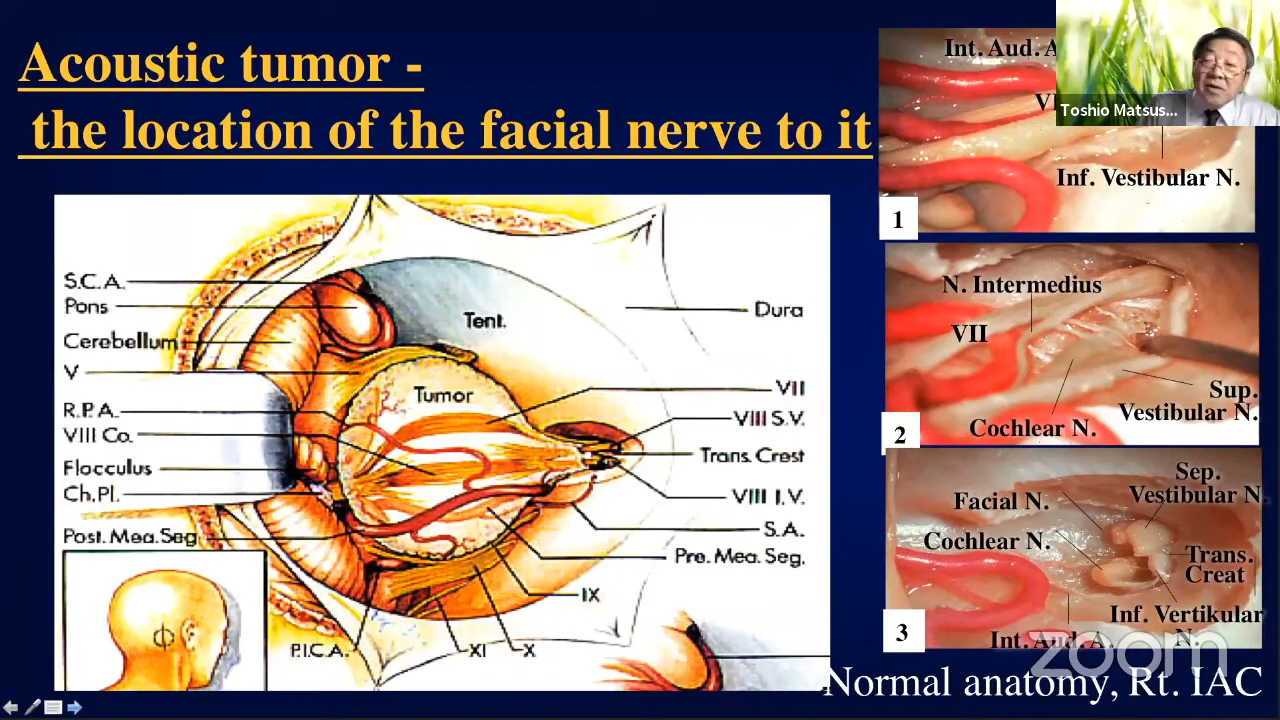 Acoustic tumor -
the location of the facial nerve to it
S.C.A.
Pons
Cerebellum
V
R.P.A.
VIII Co.
Flocculus
Ch.Pl.
Post. Mea. Seg.
P.I.C.A.
Tent.
Tumor
Dura
VII
VIII S.V.
Trans. Crest
VIII I.V.
S.A.
Pre. Mea. Seg.
IX
X
XI
Int. Aud. A
Toshio Matsus...
Inf. Vestibular N.
1
N. Intermedius
VII
Sup.
Vestibular N.
Cochlear N.
2
Sep.
Vestibular N.
Facial N.
Cochlear N.
Trans.
Creat
Inf. Vertikular
N.
Int. Aud. A.
3
zoom
Normal anatomy, Rt. IAC